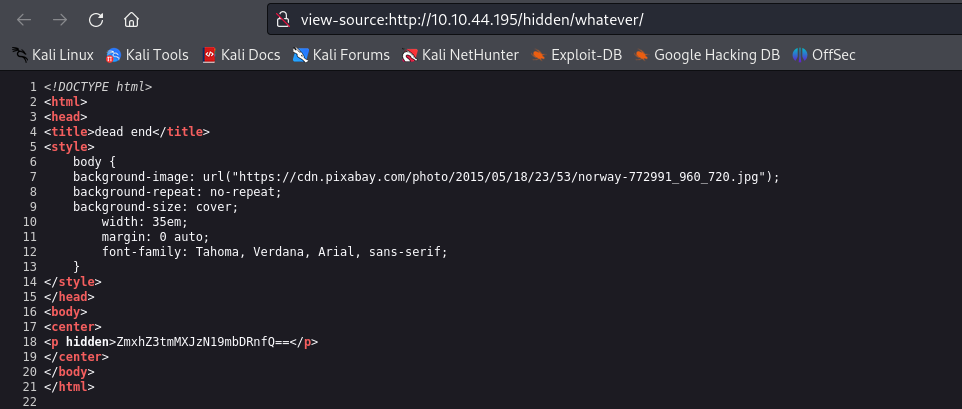 view-source:http://10.10.44.195/hidden/whatever/
Kali Linux Kali Tools Kali Docs Kali Forums Kali NetHunter Exploit-DB Google Hacking DB OffSec
1 <!DOCTYPE html>
2 <html>
3 <head>
4 <title>dead end</title>
5 <style>
6     body {
7     background-image: url("https://cdn.pixabay.com/photo/2015/05/18/23/53/norway-772991_960_720.jpg");
8     background-repeat: no-repeat;
9     background-size: cover;
10         width: 35em;
11         margin: 0 auto;
12         font-family: Tahoma, Verdana, Arial, sans-serif;
13     }
14 </style>
15 </head>
16 <body>
17 <center>
18 <p hidden>ZmxhZ3tmMXJzN19mbDRnfQ==</p>
19 </center>
20 </body>
21 </html>
22